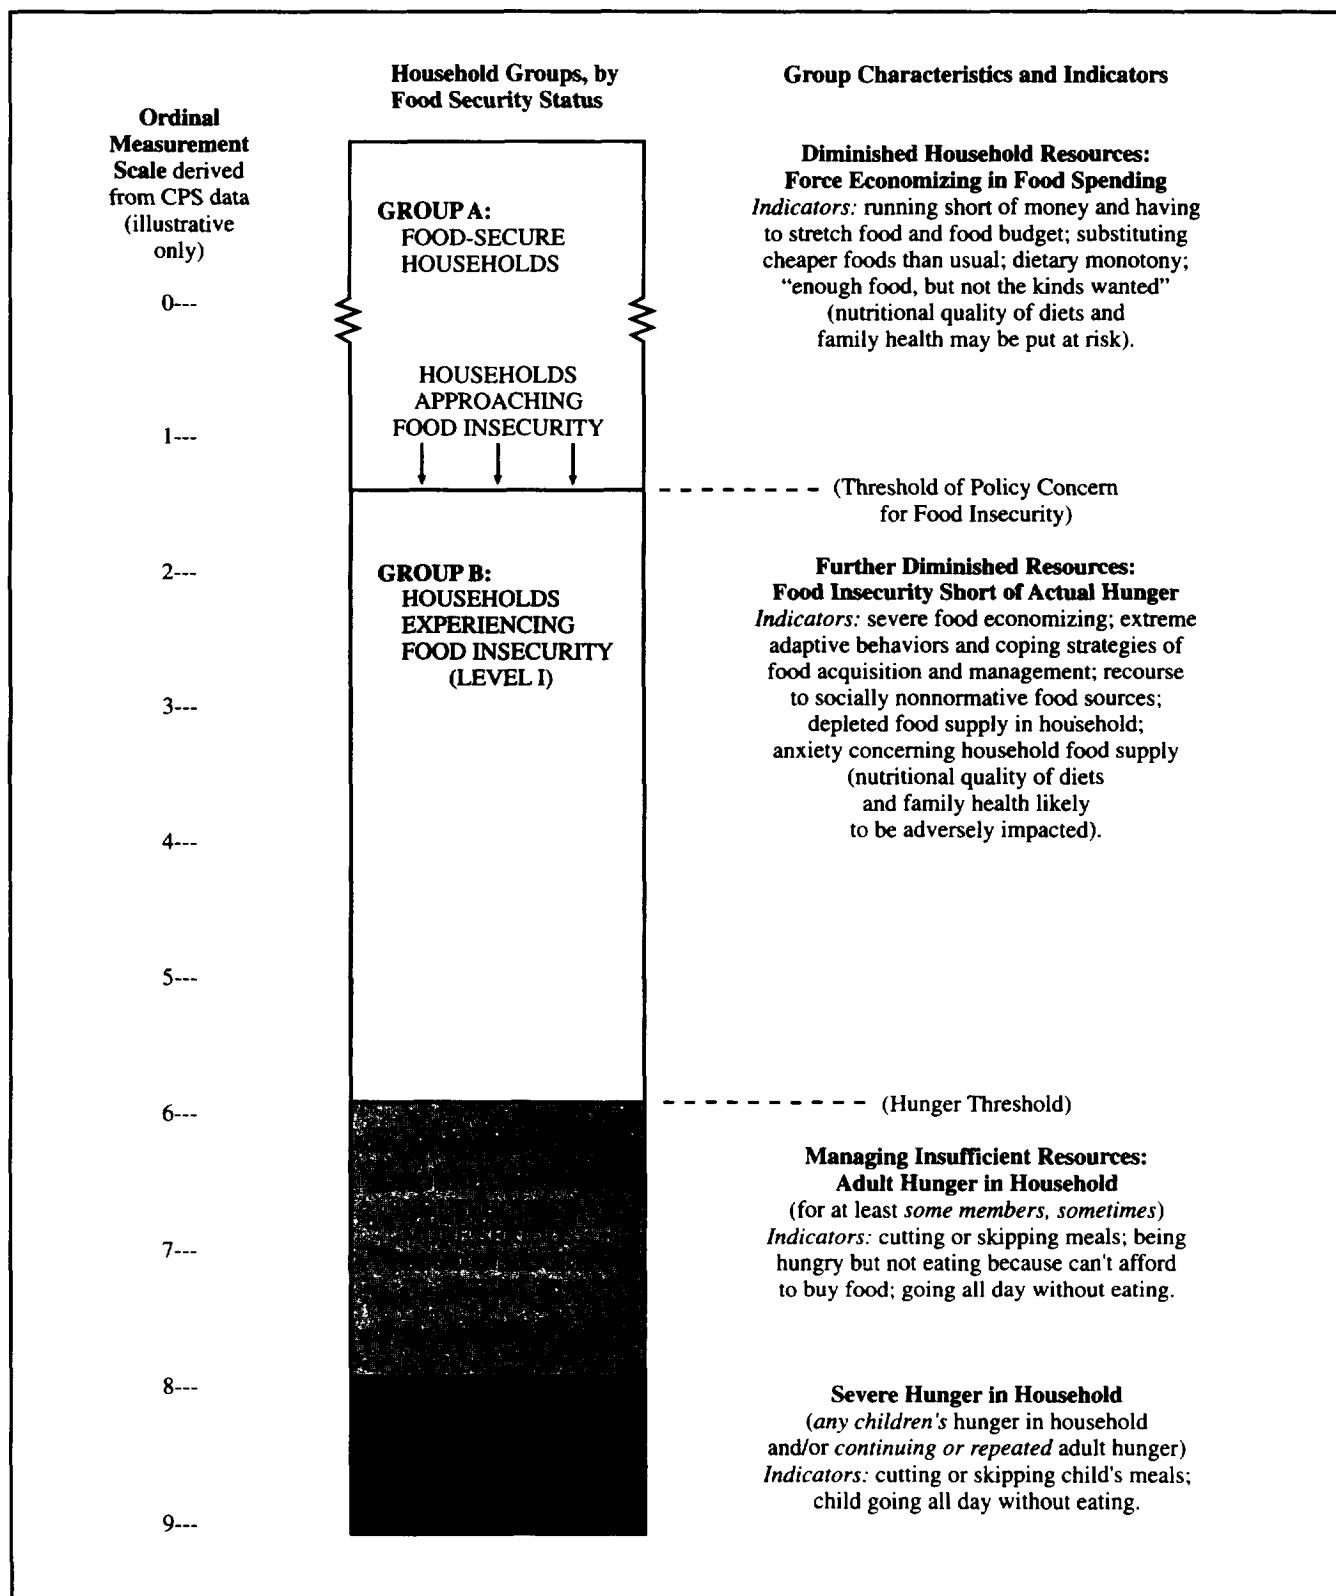 Household Groups, by
Food Security Status
Group Characteristics and Indicators
Ordinal
Measurement
Scale derived
from CPS data
(illustrative
only)
0---
1---
2---
3---
4---
5---
6---
7---
8---
9---
GROUP A:
FOOD-SECURE
HOUSEHOLDS
HOUSEHOLDS
APPROACHING
FOOD INSECURITY
GROUP B:
HOUSEHOLDS
EXPERIENCING
FOOD INSECURITY
(LEVEL I)
Diminished Household Resources:
Force Economizing in Food Spending
Indicators: running short of money and having
to stretch food and food budget; substituting
cheaper foods than usual; dietary monotony;
“enough food, but not the kinds wanted”
(nutritional quality of diets and
family health may be put at risk).
(Threshold of Policy Concern
for Food Insecurity)
Further Diminished Resources:
Food Insecurity Short of Actual Hunger
Indicators: severe food economizing; extreme
adaptive behaviors and coping strategies of
food acquisition and management; recourse
to socially nonnormative food sources;
depleted food supply in household;
anxiety concerning household food supply
(nutritional quality of diets
and family health likely
to be adversely impacted).
(Hunger Threshold)
Managing Insufficient Resources:
Adult Hunger in Household
(for at least some members, sometimes)
Indicators: cutting or skipping meals; being
hungry but not eating because can't afford
to buy food; going all day without eating.
Severe Hunger in Household
(any children's hunger in household
and/or continuing or repeated adult hunger)
Indicators: cutting or skipping child's meals;
child going all day without eating.